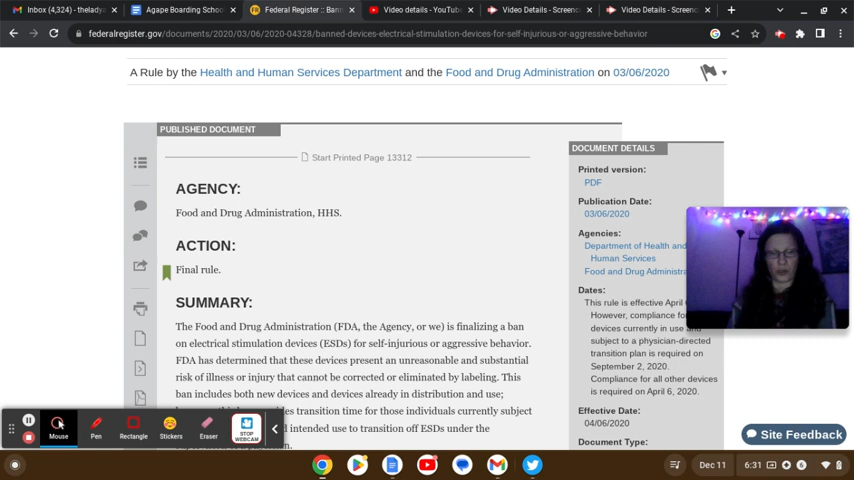 Inbox (4,324) - theladya
Agape Boarding School
Federal Register :: Bann
Video details - YouTube
Video Details - Screenc
Video Details - Screenc
federalregister.gov/documents/2020/03/06/2020-04328/banned-devices-electrical-stimulation-devices-for-self-injurious-or-aggressive-behavior
A Rule by the Health and Human Services Department and the Food and Drug Administration on 03/06/2020
PUBLISHED DOCUMENT
Start Printed Page 13312
AGENCY:
Food and Drug Administration, HHS.
ACTION:
Final rule.
SUMMARY:
The Food and Drug Administration (FDA, the Agency, or we) is finalizing a ban
on electrical stimulation devices (ESDs) for self-injurious or aggressive behavior.
FDA has determined that these devices present an unreasonable and substantial
risk of illness or injury that cannot be corrected or eliminated by labeling. This
ban includes both new devices and devices already in distribution and use;
transition time for those individuals currently subject
intended use to transition off ESDs under the
DOCUMENT DETAILS
Printed version:
PDF
Publication Date:
03/06/2020
Agencies:
Department of Health and
Human Services
Food and Drug Administra
Dates:
This rule is effective April
However, compliance for
devices currently in use and
subject to a physician-directed
transition plan is required on
September 2, 2020.
Compliance for all other devices
is required on April 6, 2020.
Effective Date:
04/06/2020
Document Type:
Site Feedback
Mouse
Pen
Rectangle
Stickers
Eraser
STOP
WEBCAM
Dec 11
6:31
6